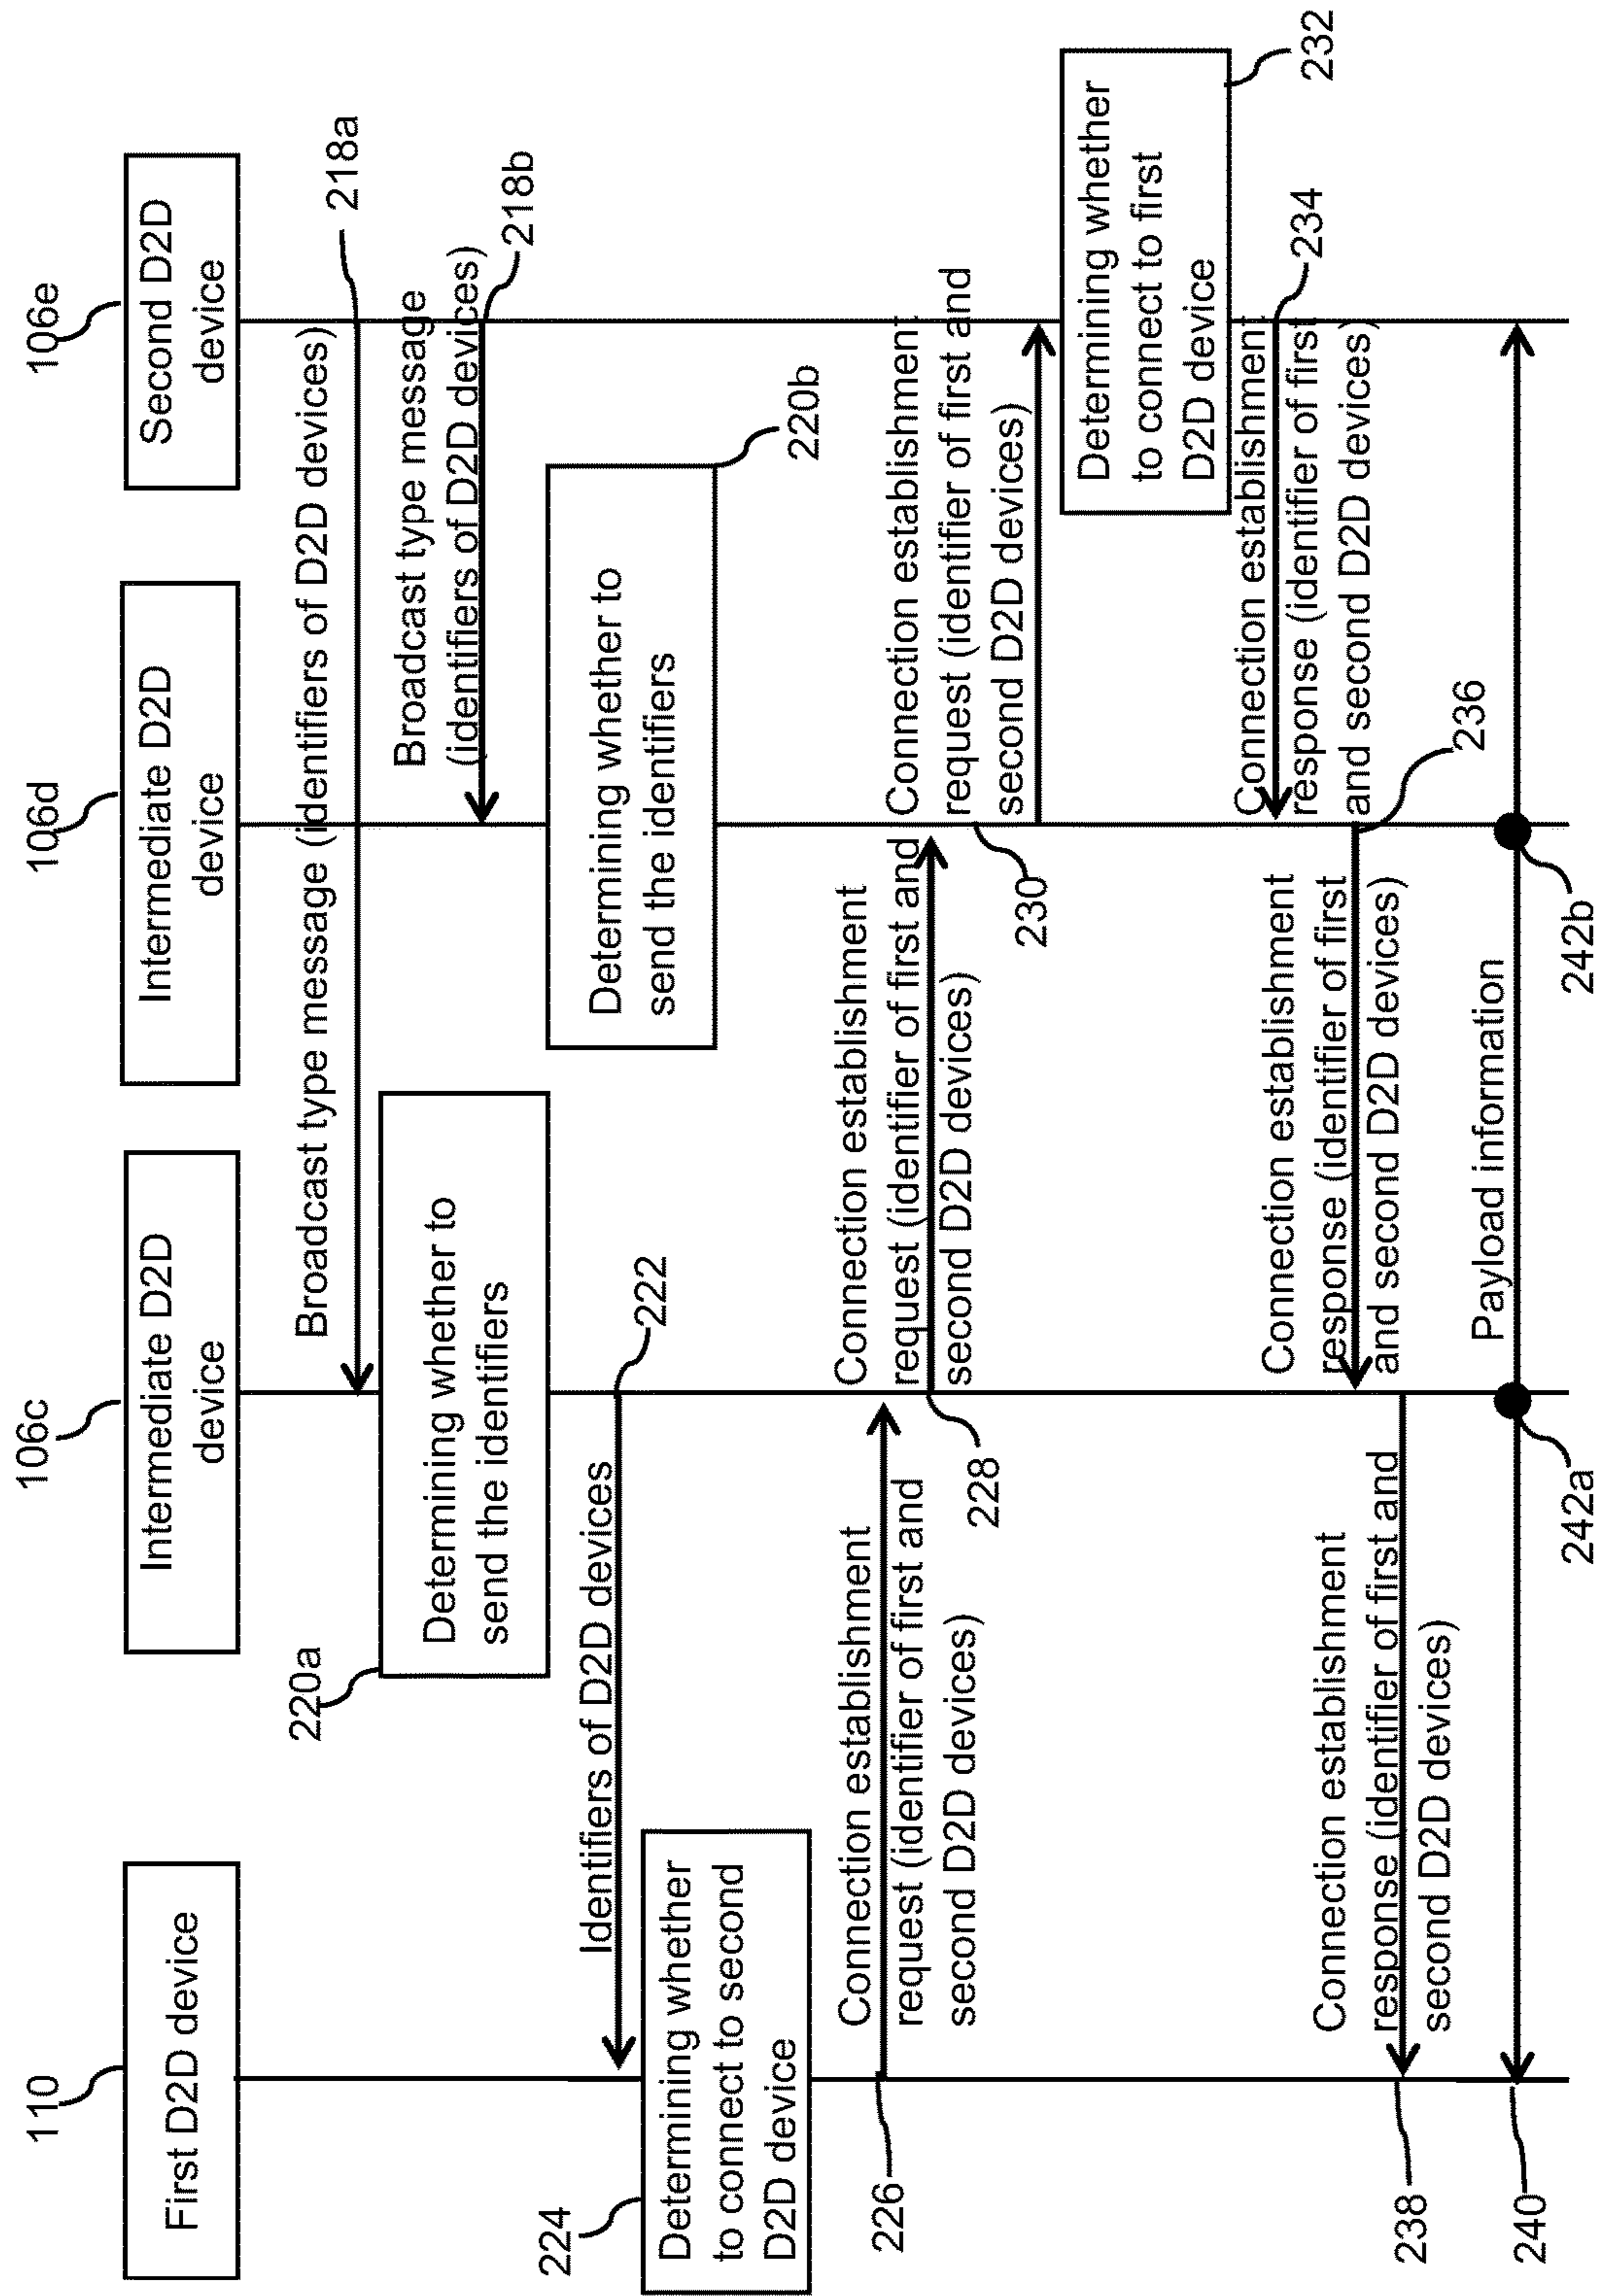 110
First D2D device
106c
Intermediate D2D
device
106d
Intermediate D2D
device
106e
Second D2D
device
Broadcast type message (identifiers of D2D devices)
218a
Broadcast type message
(identifiers of D2D devices)
218b
220a
Determining whether to
send the identifiers
Determining whether to
send the identifiers
220b
Identifiers of D2D devices
222
224
Determining whether
to connect to second
D2D device
226
Connection establishment
request (identifier of first and
second D2D devices)
228
Connection establishment
request (identifier of first and
second D2D devices)
230
Connection establishment
request (identifier of first and
second D2D devices)
Determining whether
to connect to first
D2D device
232
Connection establishment
response (identifier of first
and second D2D devices)
234
Connection establishment
response (identifier of first
and second D2D devices)
236
Connection establishment
response (identifier of first and
second D2D devices)
238
Payload information
240
242a
242b